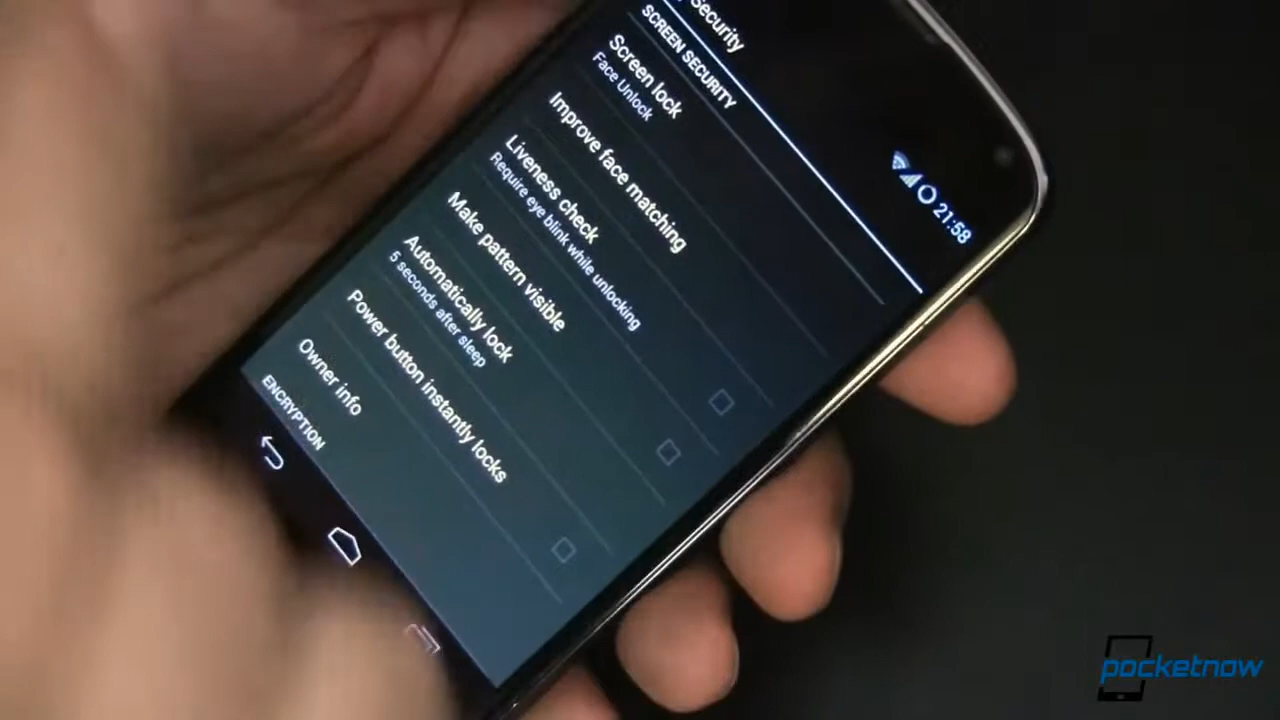 21:58
Security
SCREEN SECURITY
Screen lock
Face Unlock
Improve face matching
Liveness check
Require eye blink while unlocking
Make pattern visible
Automatically lock
5 seconds after sleep
Power button instantly locks
Owner info
ENCRYPTION
pocketnow